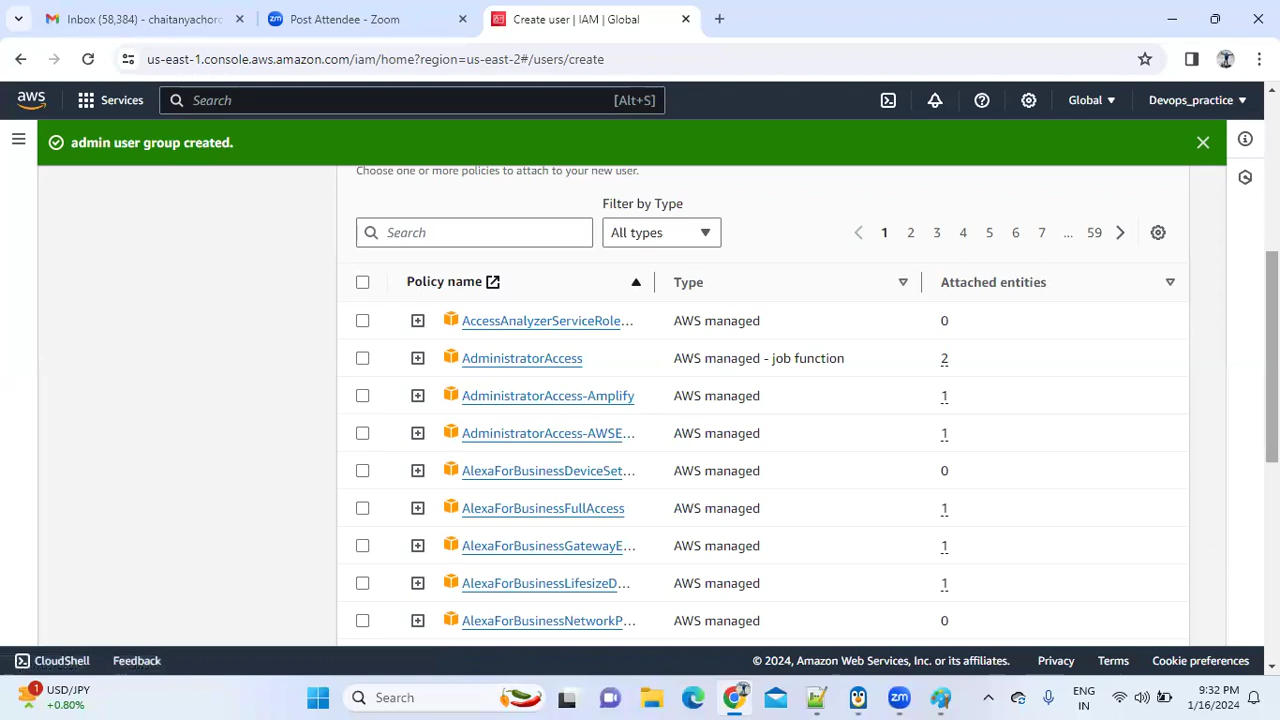 Inbox (58,384) - chaitanyachoro
Post Attendee - Zoom
Create user | IAM | Global
us-east-1.console.aws.amazon.com/iam/home?region=us-east-2#/users/create
aws
Services
Search
[Alt+S]
Global
Devops_practice
admin user group created.
Choose one or more policies to attach to your new user.
Filter by Type
Search
All types
1 2 3 4 5 6 7 ... 59
Policy name
Type
Attached entities
AccessAnalyzerServiceRole... AWS managed 0
AdministratorAccess AWS managed - job function 2
AdministratorAccess-Amplify AWS managed 1
AdministratorAccess-AWSE... AWS managed 1
AlexaForBusinessDeviceSet... AWS managed 0
AlexaForBusinessFullAccess AWS managed 1
AlexaForBusinessGatewayE... AWS managed 1
AlexaForBusinessLifesizeD... AWS managed 1
AlexaForBusinessNetworkP... AWS managed 0
CloudShell
Feedback
© 2024, Amazon Web Services, Inc. or its affiliates.
Privacy
Terms
Cookie preferences
1
USD/JPY
+0.80%
Search
zm
ENG
IN
9:32 PM
1/16/2024